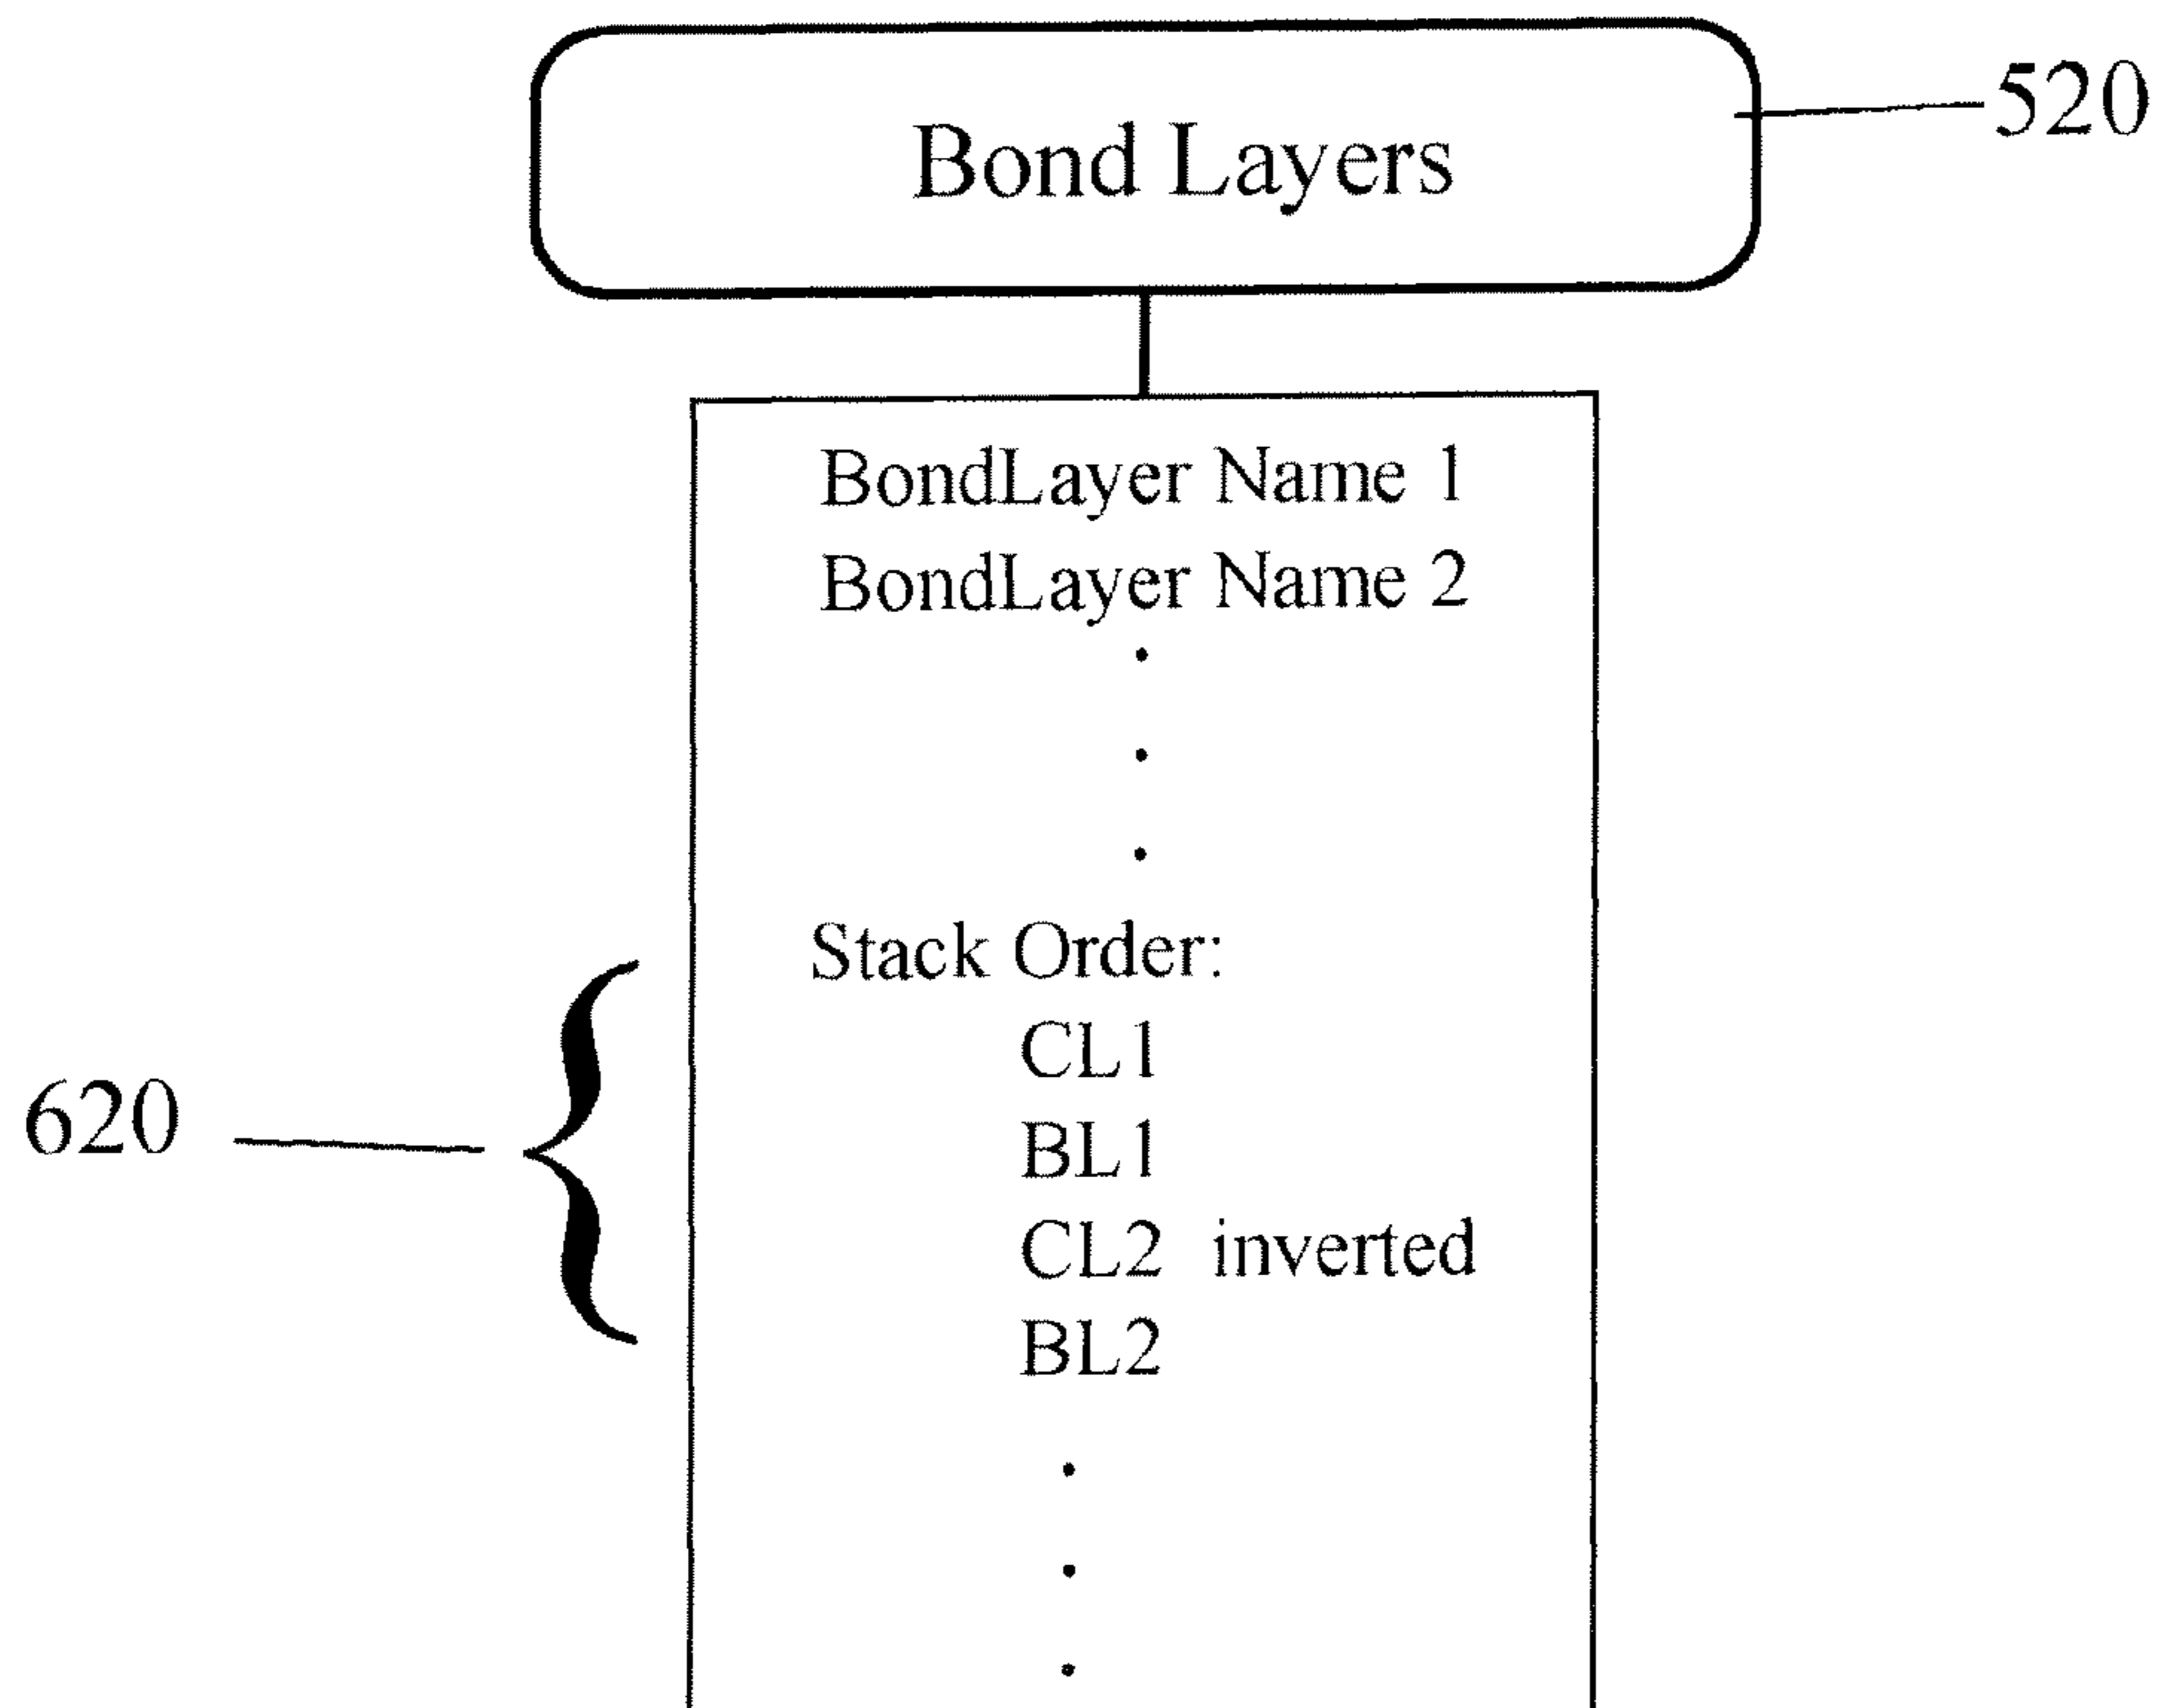 Bond Layers
520
BondLayer Name 1
BondLayer Name 2
.
.
.
Stack Order:
CL1
BL1
620
CL2 inverted
BL2
.
.
.